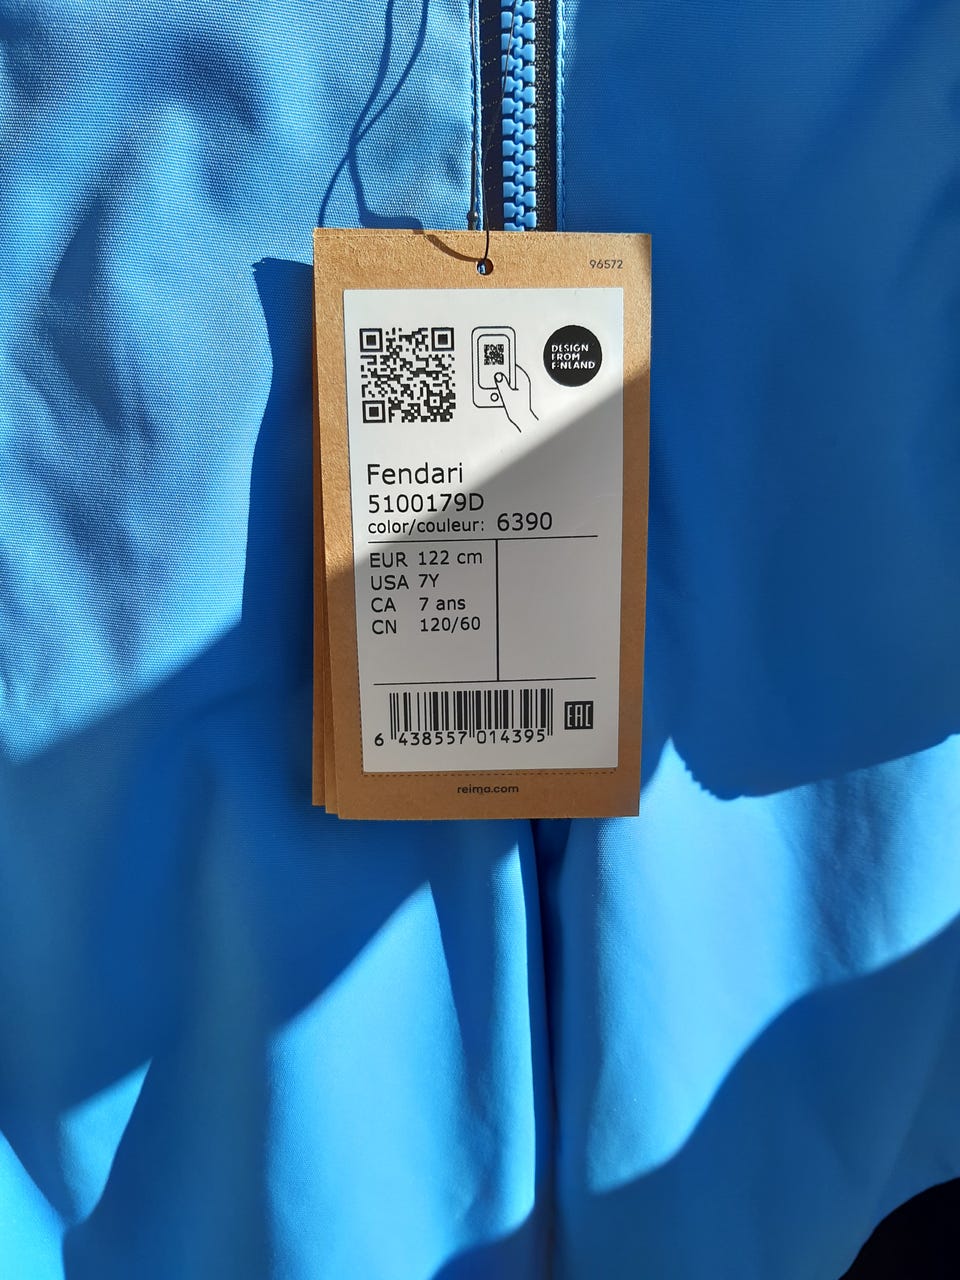 96572
DESIGN
FROM
FINLAND
Fendari
5100179D
color/couleur: 6390
EUR 122 cm
USA 7Y
CA 7 ans
CN 120/60
6 438557 014395
EAC
reima.com